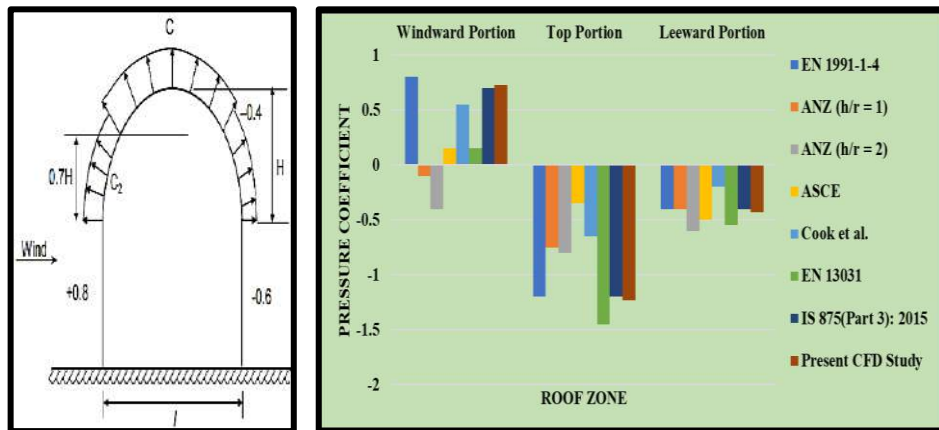 C
–0.4
0.7H
H
C₂
Wind
+0.8
-0.6
l
Windward Portion Top Portion Leeward Portion
PRESSURE COEFFICIENT
1
0.5
0
-0.5
-1
-1.5
-2
ROOF ZONE
EN 1991-1-4
ANZ (h/r = 1)
ANZ (h/r = 2)
ASCE
Cook et al.
EN 13031
IS 875(Part 3): 2015
Present CFD Study